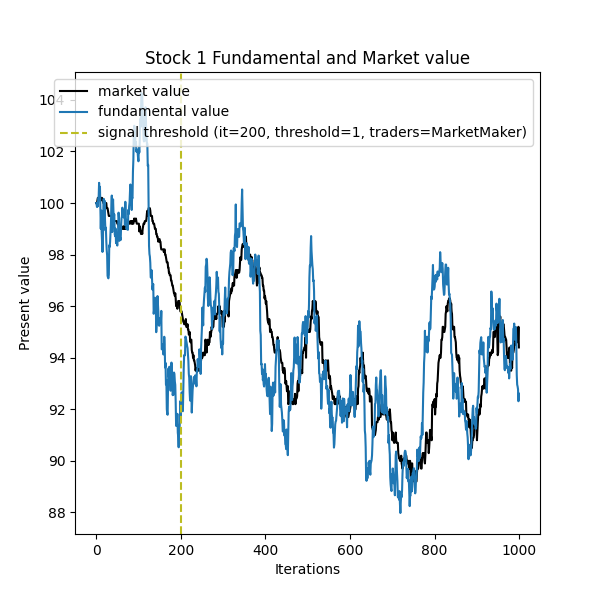 Stock 1 Fundamental and Market value
market value
fundamental value
signal threshold (it=200, threshold=1, traders=MarketMaker)
104
102
100
98
96
94
92
90
88
Present value
0 200 400 600 800 1000
Iterations